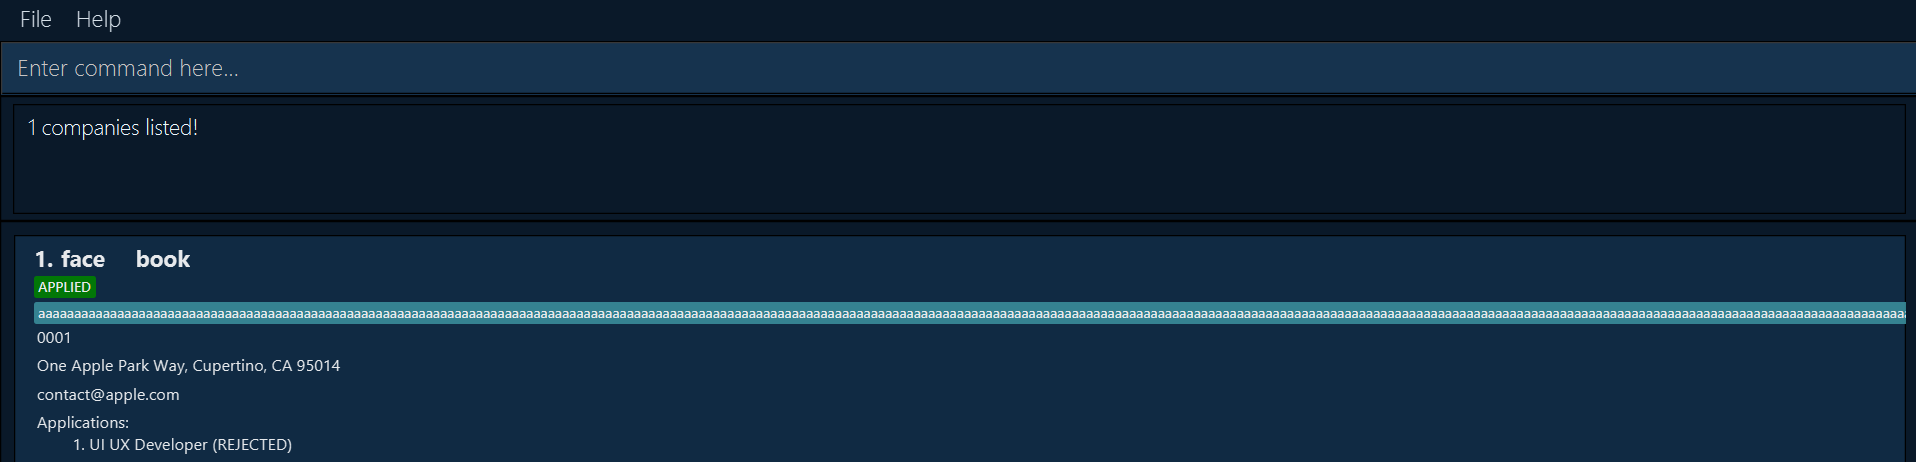 File Help
Enter command here...
1 companies listed!
1. face book
APPLIED
0001
One Apple Park Way, Cupertino, CA 95014
contact@apple.com
Applications:
1. UI UX Developer (REJECTED)